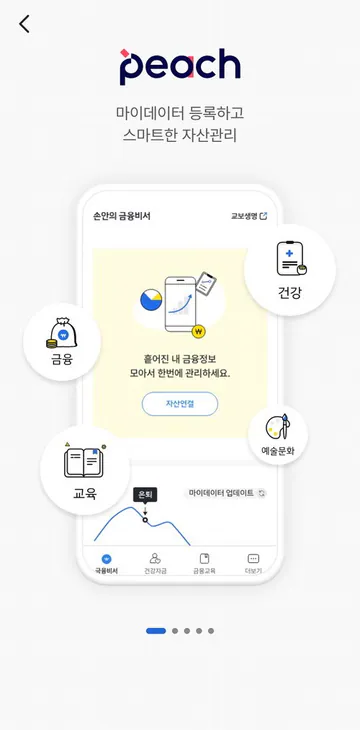 peach
마이데이터 등록하고
스마트한 자산관리
손안의 금융비서
교보생명
건강
금융
흩어진 내 금융정보
모아서 한번에 관리하세요.
자산연결
예술문화
교육
은퇴
마이데이터 업데이트
국융비서
건강자금
금융교육
더보기